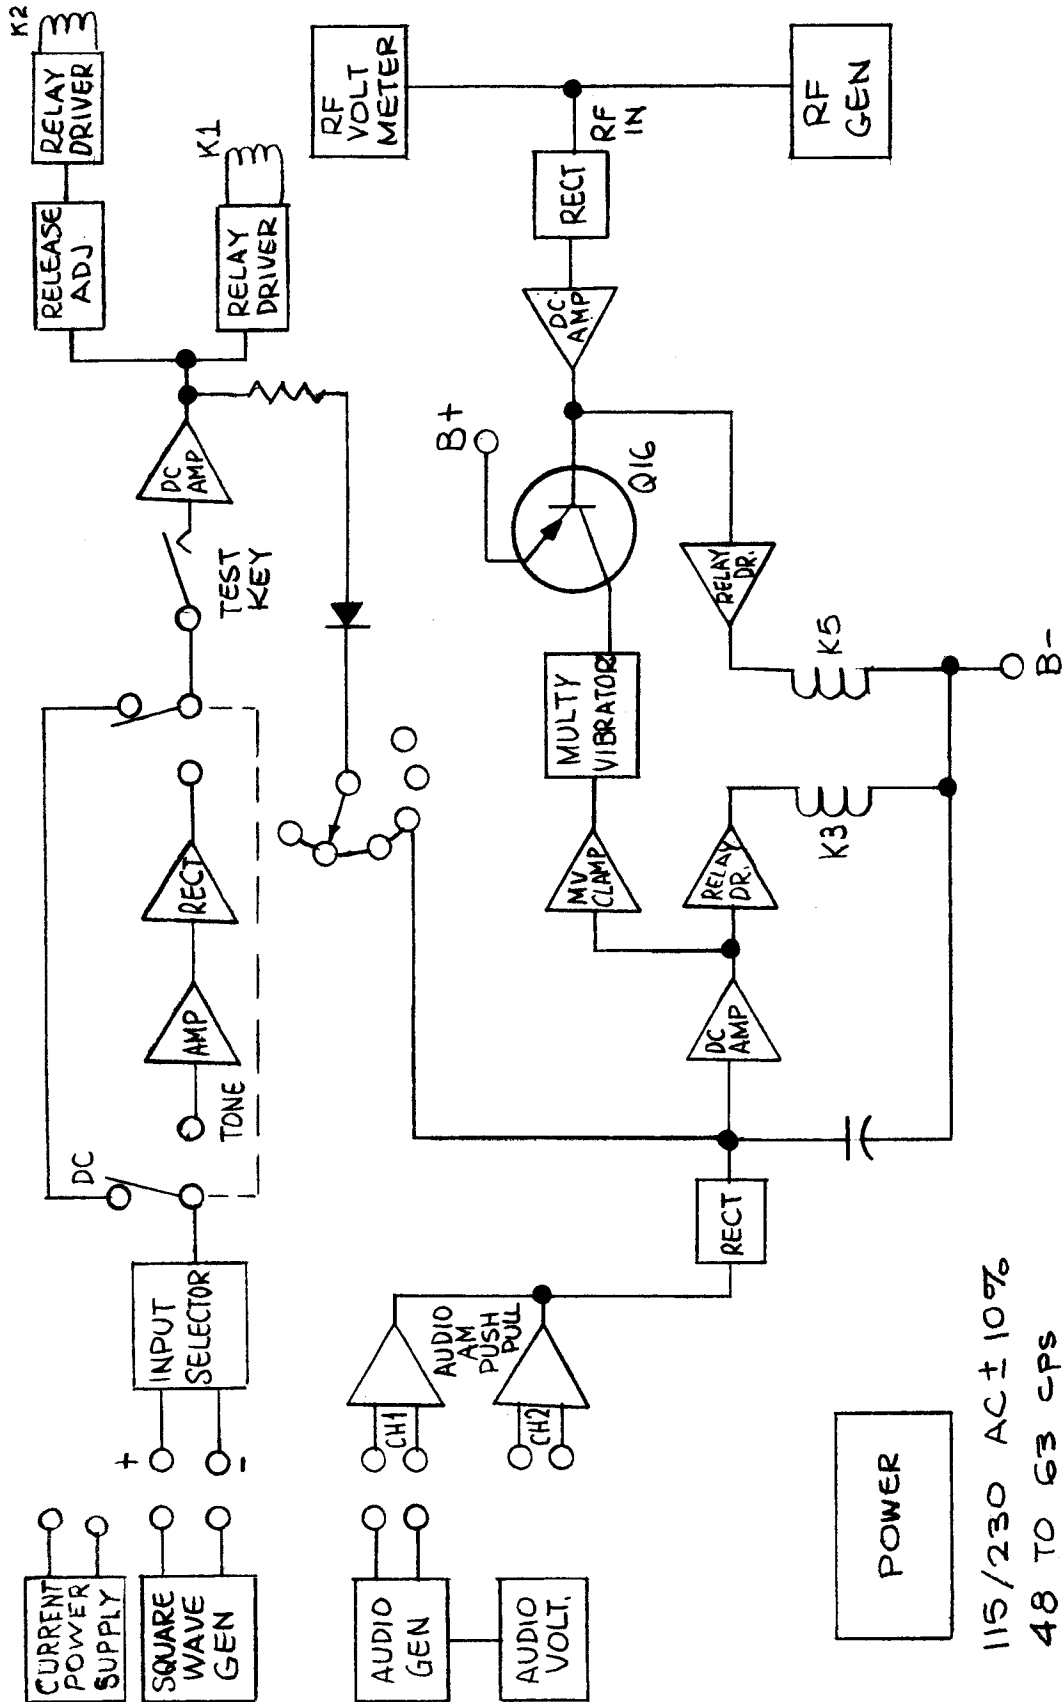 CURRENT
POWER
SUPPLY
SQUARE
WAVE
GEN
+
-
INPUT
SELECTOR
DC
TONE
AMP
RECT
TEST
KEY
DC
AMP
RELEASE
ADJ
RELAY
DRIVER
K2
RELAY
DRIVER
K1
AUDIO
GEN
AUDIO
VOLT.
CH1
CH2
AUDIO
AM
PUSH
PULL
RECT
DC
AMP
MV
CLAMP
RELAY
DR.
MULTY
VIBRATOR
K3
K5
RELAY
DR.
B-
B+
Q16
DC
AMP
RECT
RF
IN
RF
VOLT
METER
RF
GEN
POWER
115/230 AC ± 10%
48 TO 63 CPS